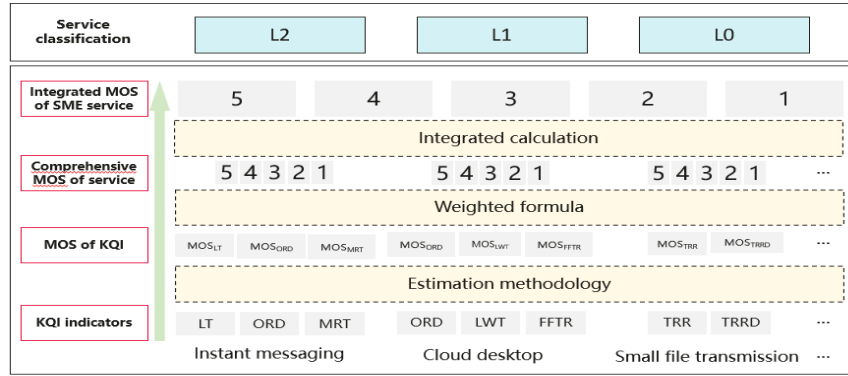 Service
classification
L2 L1 L0
Integrated MOS
of SME service
5 4 3 2 1
Integrated calculation
Comprehensive
MOS of service
5 4 3 2 1 5 4 3 2 1 5 4 3 2 1 ...
Weighted formula
MOS of KQI
MOSLT MOSORD MOSMRT MOSORD MOSLWT MOSFFTR MOSTRR MOSTRRD ...
Estimation methodology
KQI indicators
LT ORD MRT ORD LWT FFTR TRR TRRD ...
Instant messaging Cloud desktop Small file transmission ...